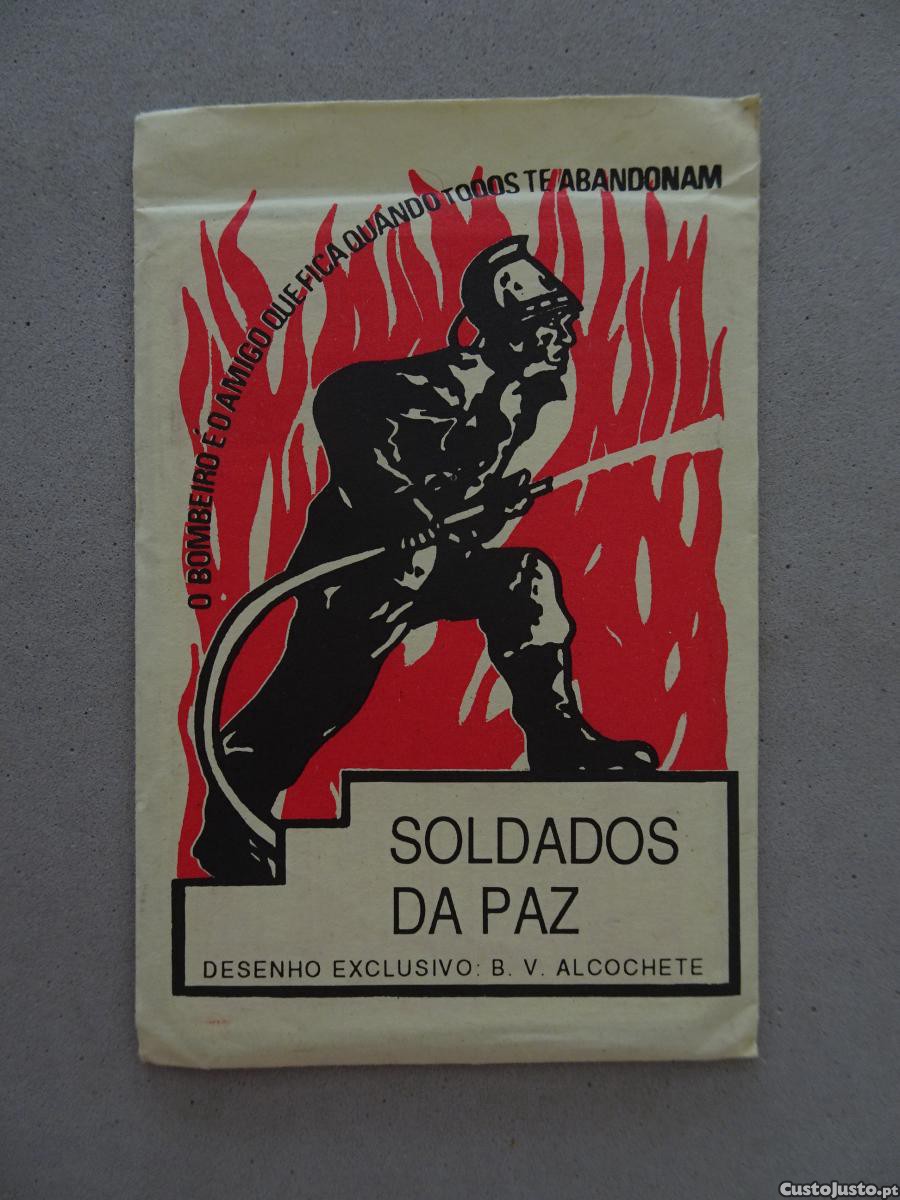 O BOMBEIRO É O AMIGO QUE FICA QUANDO TODOS TE ABANDONAM
SOLDADOS
DA PAZ
DESENHO EXCLUSIVO: B. V. ALCOCHETE
CustoJusto.pt